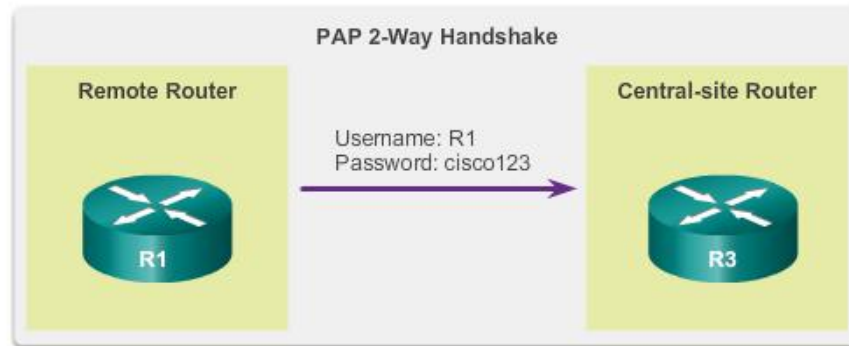 PAP 2-Way Handshake
Remote Router
Central-site Router
Username: R1
Password: cisco123
R1
R3